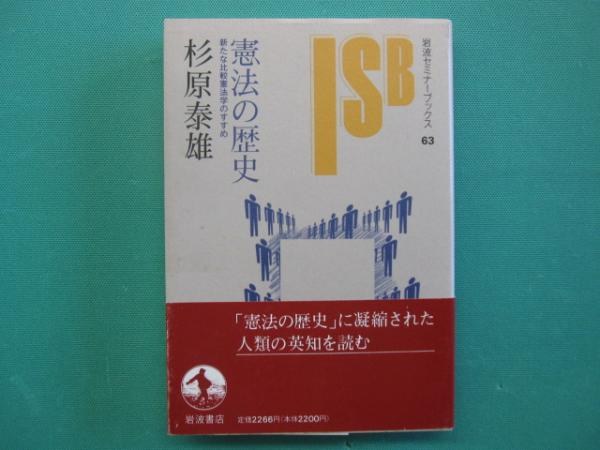 岩波セミナーブックス
63
ISB
憲法の歴史
新たな比較憲法学のすすめ
杉原泰雄
「憲法の歴史」に凝縮された
人類の英知を読む
岩波書店
定価2266円(本体2200円)